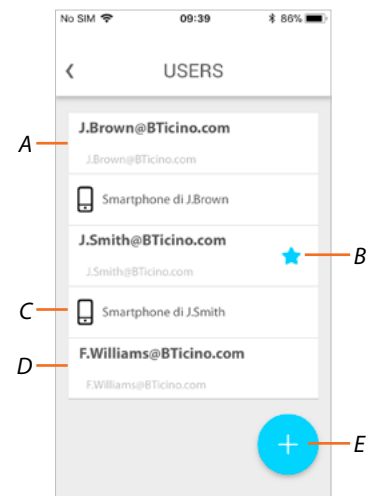 No SIM 09:39 86%
USERS
A
J.Brown@BTicino.com
J.Brown@BTicino.com
Smartphone di J.Brown
J.Smith@BTicino.com
B
J.Smith@BTicino.com
C
Smartphone di J.Smith
D
F.Williams@BTicino.com
F.Williams@BTicino.com
E